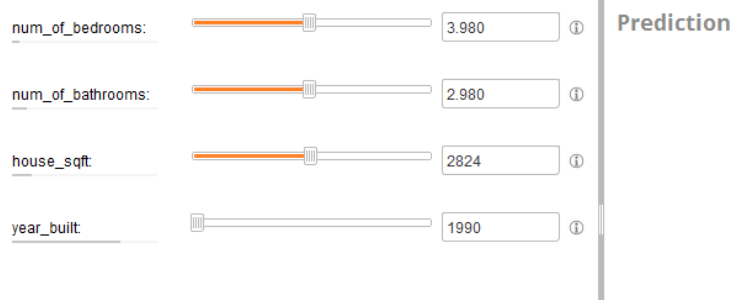 num_of_bedrooms:
3.980
Prediction
num_of_bathrooms:
2.980
house_sqft:
2824
year_built:
1990